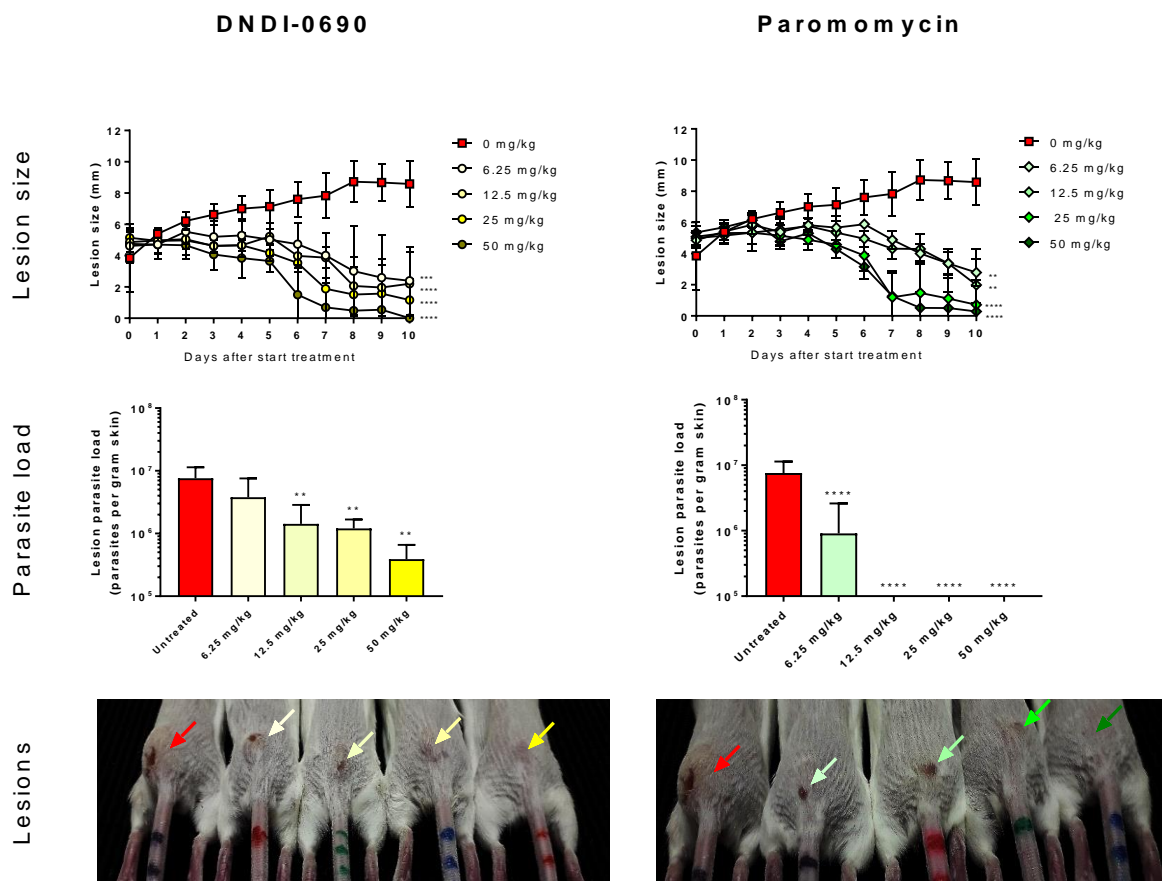 DNDI-0690
Paromomycin
Lesion size
Lesion size (mm)
12
10
8
6
4
2
0
0 1 2 3 4 5 6 7 8 9 10
Days after start treatment
0 mg/kg
6.25 mg/kg
12.5 mg/kg
25 mg/kg
50 mg/kg
***
****
****
****
Lesion size (mm)
12
10
8
6
4
2
0
0 1 2 3 4 5 6 7 8 9 10
Days after start treatment
0 mg/kg
6.25 mg/kg
12.5 mg/kg
25 mg/kg
50 mg/kg
**
**
****
****
Parasite load
Lesion parasite load
(parasites per gram skin)
10⁸
10⁷
10⁶
10⁵
** ** **
Untreated
6.25 mg/kg
12.5 mg/kg
25 mg/kg
50 mg/kg
Lesion parasite load
(parasites per gram skin)
10⁸
10⁷
10⁶
10⁵
**** **** **** ****
Untreated
6.25 mg/kg
12.5 mg/kg
25 mg/kg
50 mg/kg
Lesions